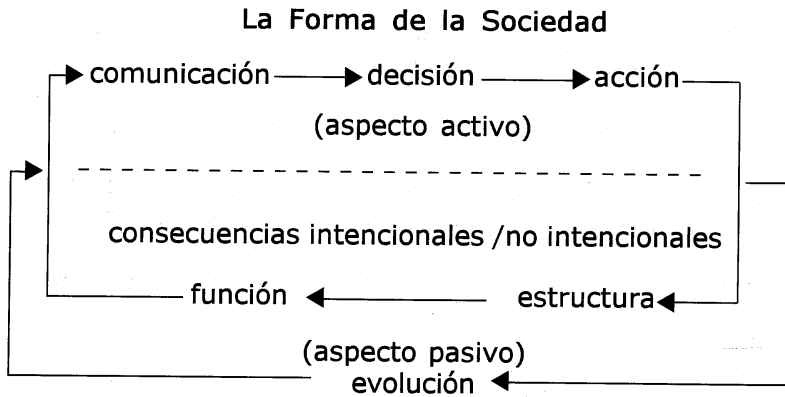 La Forma de la Sociedad
comunicación decisión acción
(aspecto activo)
consecuencias intencionales /no intencionales
función estructura
(aspecto pasivo)
evolución